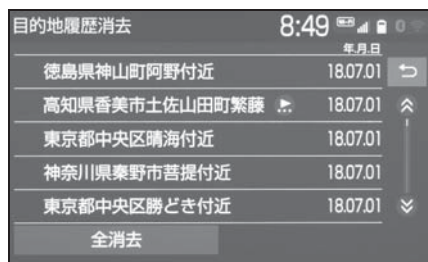 目的地履歴消去 8:49
年.月.日
徳島県神山町阿野付近 18.07.01
高知県香美市土佐山田町繁藤 18.07.01
東京都中央区晴海付近 18.07.01
神奈川県秦野市菩提付近 18.07.01
東京都中央区勝どき付近 18.07.01
全消去